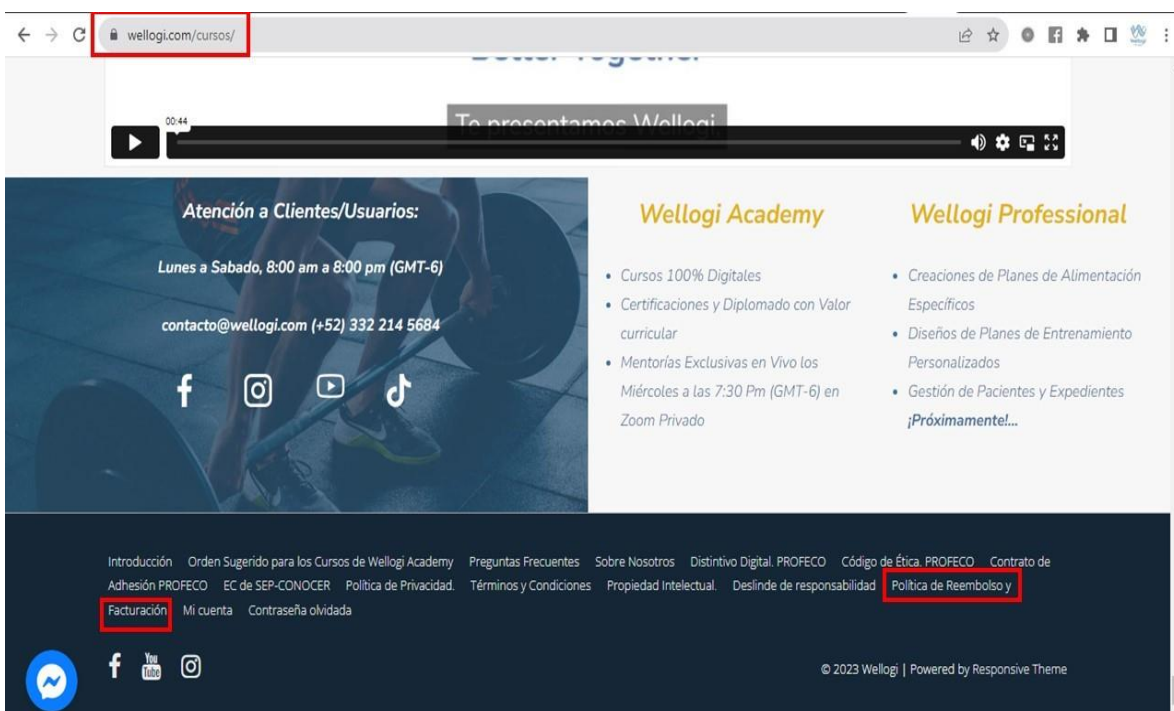 wellogi.com/cursos/
Better Together
Te presentamos Wellogi,
00:44
Atención a Clientes/Usuarios:
Lunes a Sabado, 8:00 am a 8:00 pm (GMT-6)
contacto@wellogi.com (+52) 332 214 5684
Wellogi Academy
• Cursos 100% Digitales
• Certificaciones y Diplomado con Valor
curricular
• Mentorías Exclusivas en Vivo los
Miércoles a las 7:30 Pm (GMT-6) en
Zoom Privado
Wellogi Professional
• Creaciones de Planes de Alimentación
Específicos
• Diseños de Planes de Entrenamiento
Personalizados
• Gestión de Pacientes y Expedientes
¡Próximamente!...
Introducción Orden Sugerido para los Cursos de Wellogi Academy Preguntas Frecuentes Sobre Nosotros Distintivo Digital. PROFECO Código de Ética. PROFECO Contrato de
Adhesión PROFECO EC de SEP-CONOCER Política de Privacidad. Términos y Condiciones Propiedad Intelectual. Deslinde de responsabilidad Política de Reembolso y
Facturación Mi cuenta Contraseña olvidada
You
Tube
© 2023 Wellogi | Powered by Responsive Theme